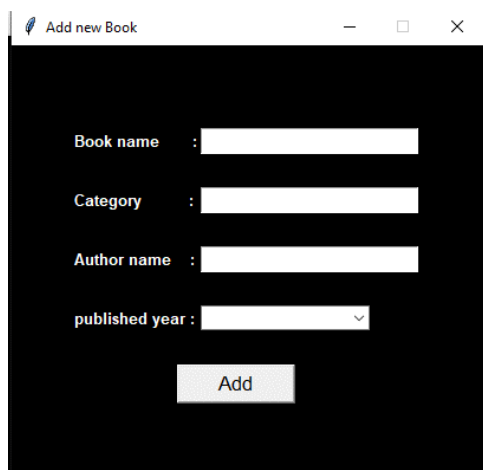 Add new Book
Book name :
Category :
Author name :
published year :
Add